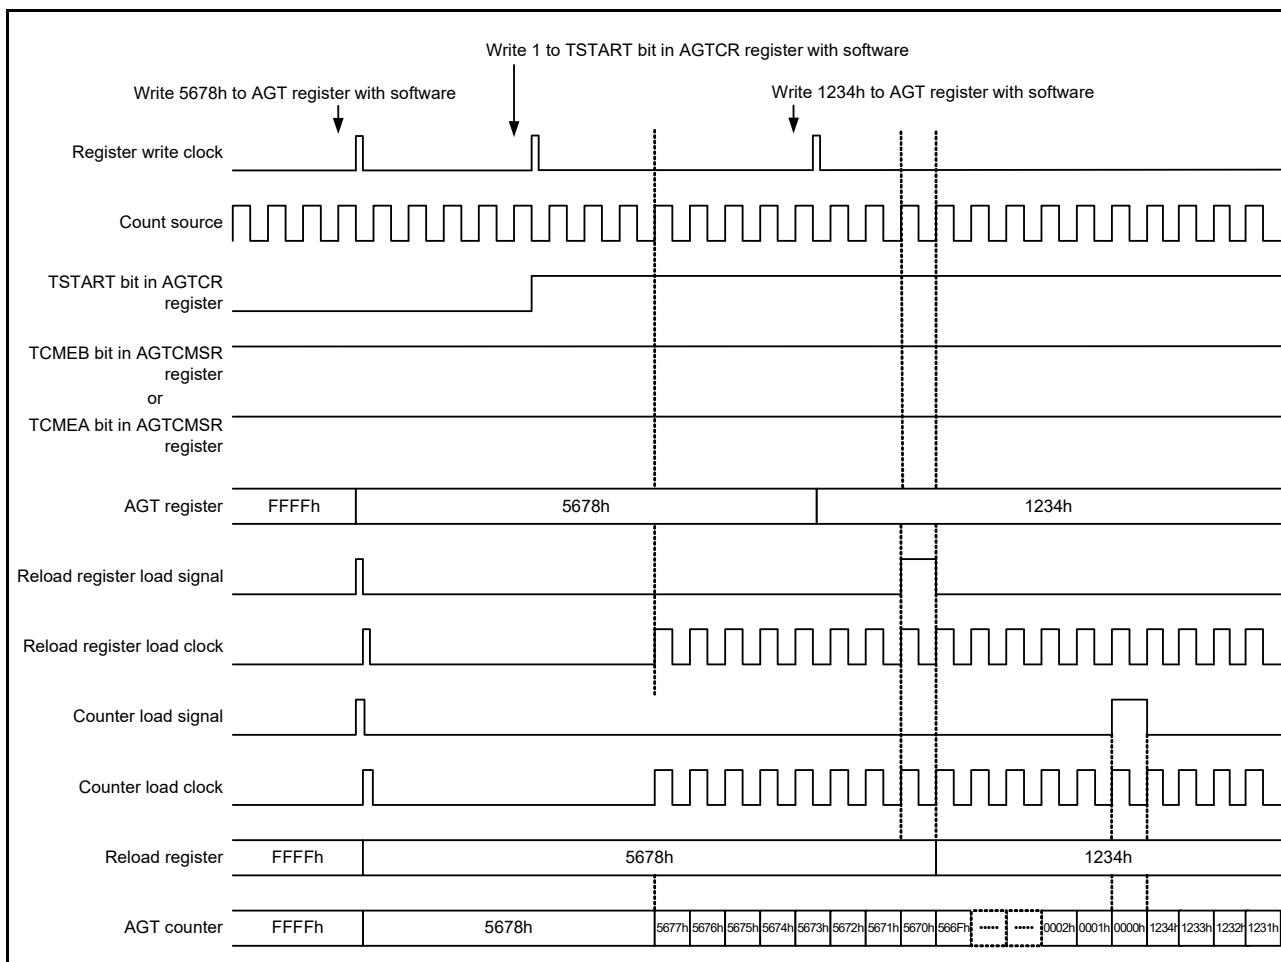 Write 1 to TSTART bit in AGTCR register with software
Write 5678h to AGT register with software
Write 1234h to AGT register with software
Register write clock
Count source
TSTART bit in AGTCR
register
TCMEB bit in AGTCMSR
register
or
TCMEA bit in AGTCMSR
register
AGT register FFFFh 5678h 1234h
Reload register load signal
Reload register load clock
Counter load signal
Counter load clock
Reload register FFFFh 5678h 1234h
AGT counter FFFFh 5678h 5677h 5676h 5675h 5674h 5673h 5672h 5671h 5670h 566Fh ····· ····· 0002h 0001h 0000h 1234h 1233h 1232h 1231h